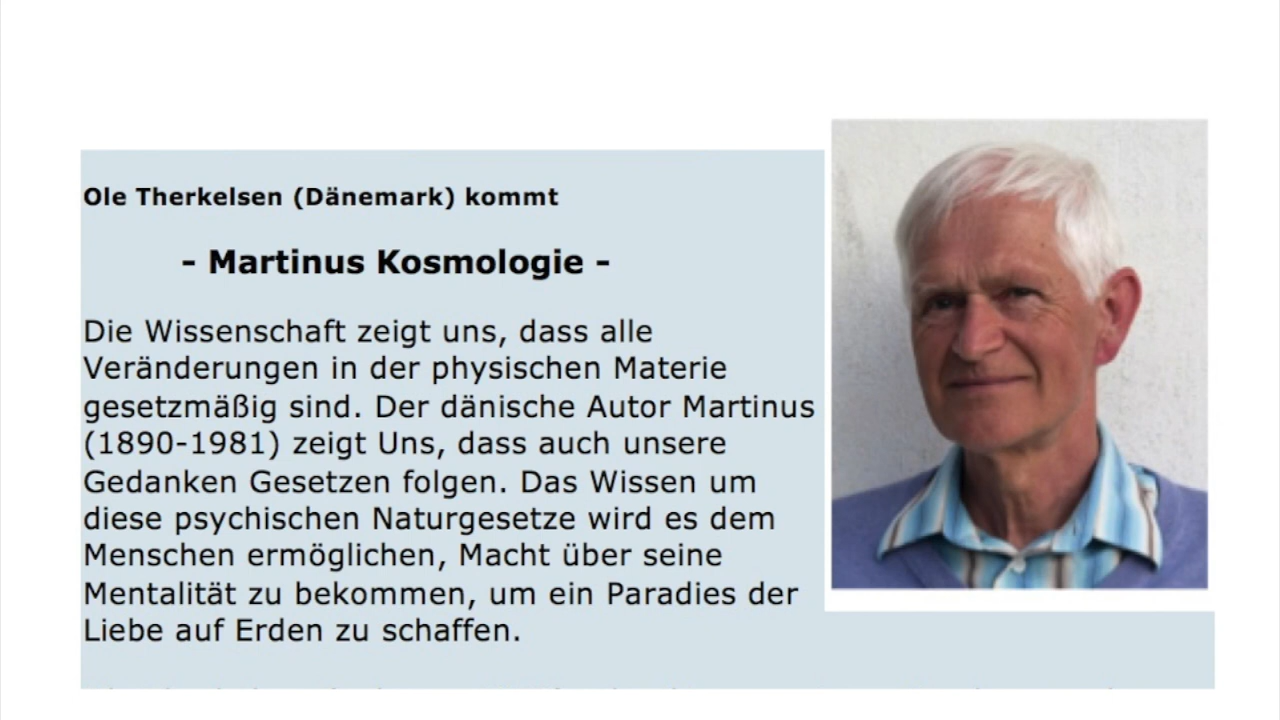 Ole Therkelsen (Dänemark) kommt
- Martinus Kosmologie -
Die Wissenschaft zeigt uns, dass alle
Veränderungen in der physischen Materie
gesetzmäßig sind. Der dänische Autor Martinus
(1890-1981) zeigt Uns, dass auch unsere
Gedanken Gesetzen folgen. Das Wissen um
diese psychischen Naturgesetze wird es dem
Menschen ermöglichen, Macht über seine
Mentalität zu bekommen, um ein Paradies der
Liebe auf Erden zu schaffen.